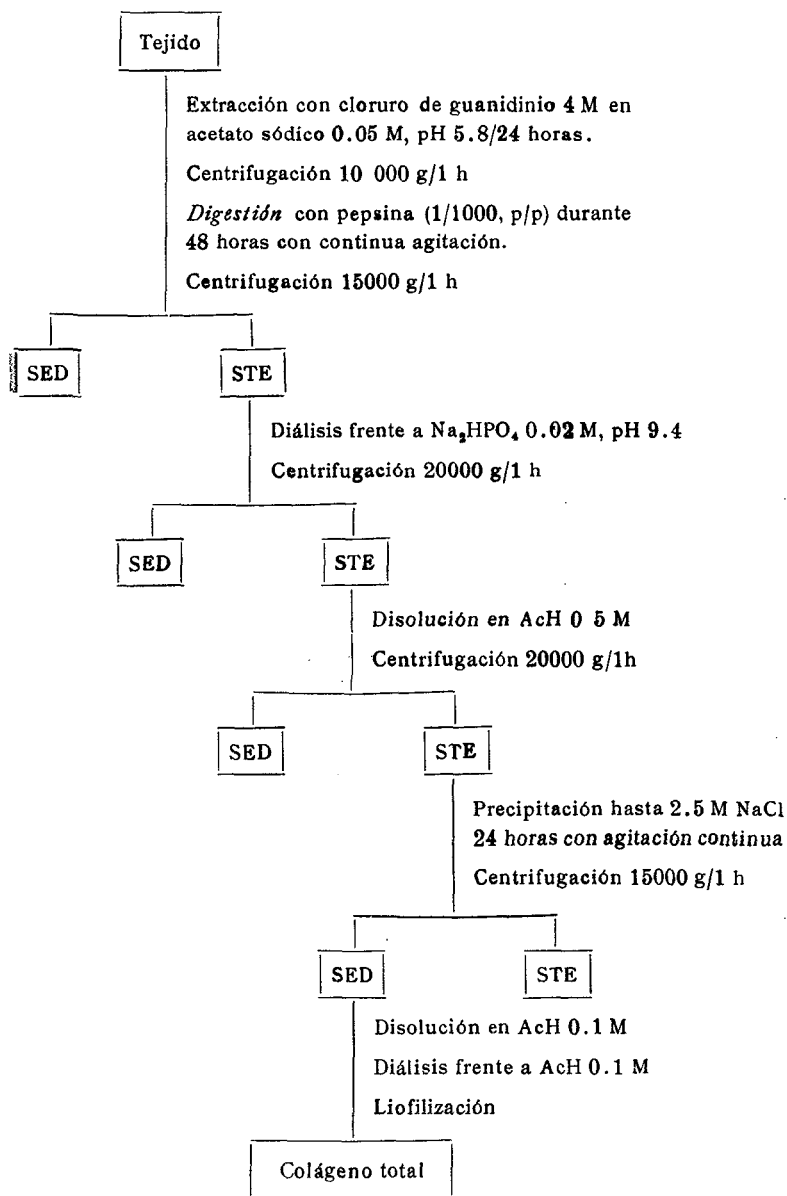 Tejido
Extracción con cloruro de guanidinio 4 M en
acetato sódico 0.05 M, pH 5.8/24 horas.
Centrifugación 10 000 g/1 h
Digestión con pepsina (1/1000, p/p) durante
48 horas con continua agitación.
Centrifugación 15000 g/1 h
SED STE
Diálisis frente a Na₂HPO₄ 0.02 M, pH 9.4
Centrifugación 20000 g/1 h
SED STE
Disolución en AcH 0 5 M
Centrifugación 20000 g/1h
SED STE
Precipitación hasta 2.5 M NaCl
24 horas con agitación continua
Centrifugación 15000 g/1 h
SED STE
Disolución en AcH 0.1 M
Diálisis frente a AcH 0.1 M
Liofilización
Colágeno total